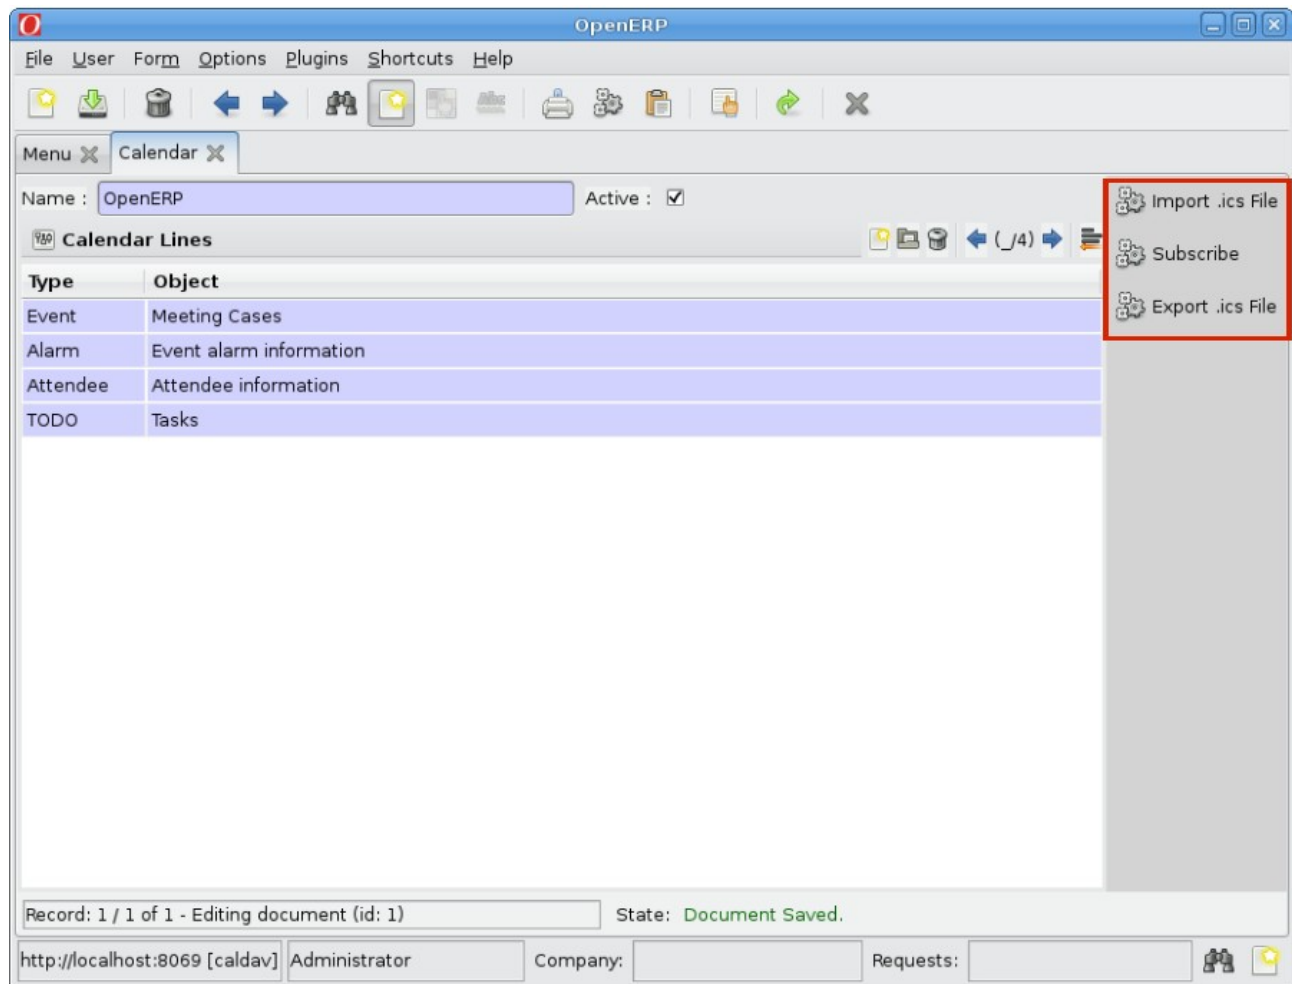 OpenERP
File User Form Options Plugins Shortcuts Help
Menu Calendar
Name : OpenERP Active :
Import .ics File
Calendar Lines (_/4)
Subscribe
Type Object
Export .ics File
Event Meeting Cases
Alarm Event alarm information
Attendee Attendee information
TODO Tasks
Record: 1 / 1 of 1 - Editing document (id: 1) State: Document Saved.
http://localhost:8069 [caldav] Administrator Company: Requests: